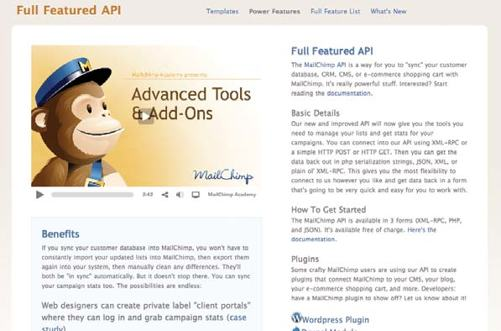 Full Featured API
Templates Power Features Full Feature List What's New
MailChimp Academy presents
Advanced Tools
& Add-Ons
MailChimp
3:43 MailChimp Academy
Benefits
If you sync your customer database into MailChimp, you won't have to
constantly import your updated lists into MailChimp, then export them
again into your system, then manually clean any differences. They'll
both be "in sync" automatically. But it doesn't stop there. You can sync
your campaign stats too. The possibilities are endless:
Web designers can create private label "client portals"
where they can log in and grab campaign stats (case
study)
Full Featured API
The MailChimp API is a way for you to "sync" your customer
database, CRM, CMS, or e-commerce shopping cart with
MailChimp. It's really powerful stuff. Interested? Start
reading the documentation.
Basic Details
Our new and improved API will now give you the tools you
need to manage your lists and get stats for your
campaigns. You can connect into our API using XML-RPC or
a simple HTTP POST or HTTP GET. Then you can get the
data back out in php serialization strings, JSON, XML, or
plain ol' XML-RPC. This gives you the most flexibility to
connect to us however you like and get data back in a form
that's going to be very quick and easy for you to work with.
How To Get Started
The MailChimp API is available in 3 forms (XML-RPC, PHP,
and JSON). It's available free of charge. Here's the
documentation.
Plugins
Some crafty MailChimp users are using our API to create
plugins that connect MailChimp to your CMS, your blog,
your e-commerce cart, and more. Developers:
have a MailChimp plugin to show off? Let us know about it!
Wordpress Plugin